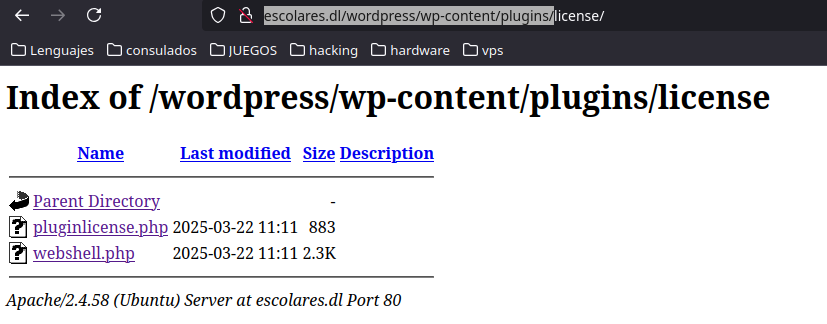 escolares.dl/wordpress/wp-content/plugins/license/
Lenguajes consulados JUEGOS hacking hardware vps
Index of /wordpress/wp-content/plugins/license
Name Last modified Size Description
Parent Directory -
pluginlicense.php 2025-03-22 11:11 883
webshell.php 2025-03-22 11:11 2.3K
Apache/2.4.58 (Ubuntu) Server at escolares.dl Port 80